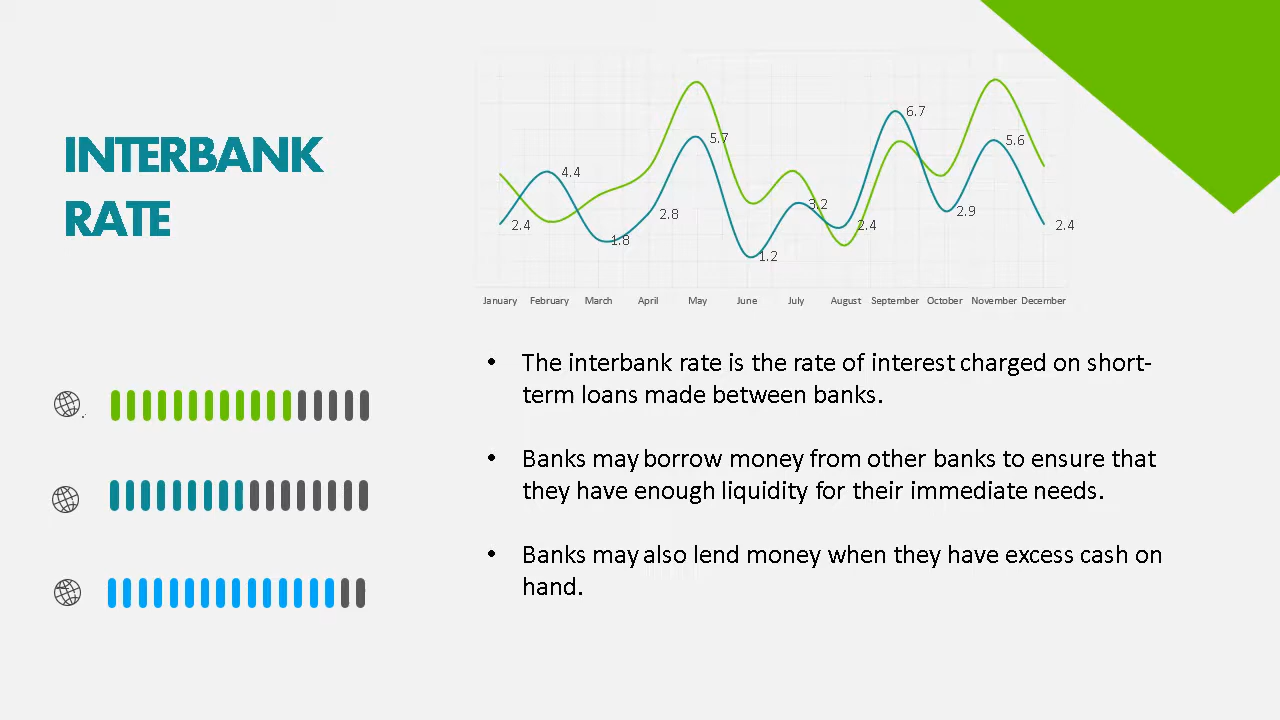 INTERBANK
RATE
6.7
5.7
5.6
4.4
3.2
2.8
2.9
2.4
2.4
2.4
1.8
1.2
January February March April May June July August September October November December
• The interbank rate is the rate of interest charged on short-
term loans made between banks.
• Banks may borrow money from other banks to ensure that
they have enough liquidity for their immediate needs.
• Banks may also lend money when they have excess cash on
hand.